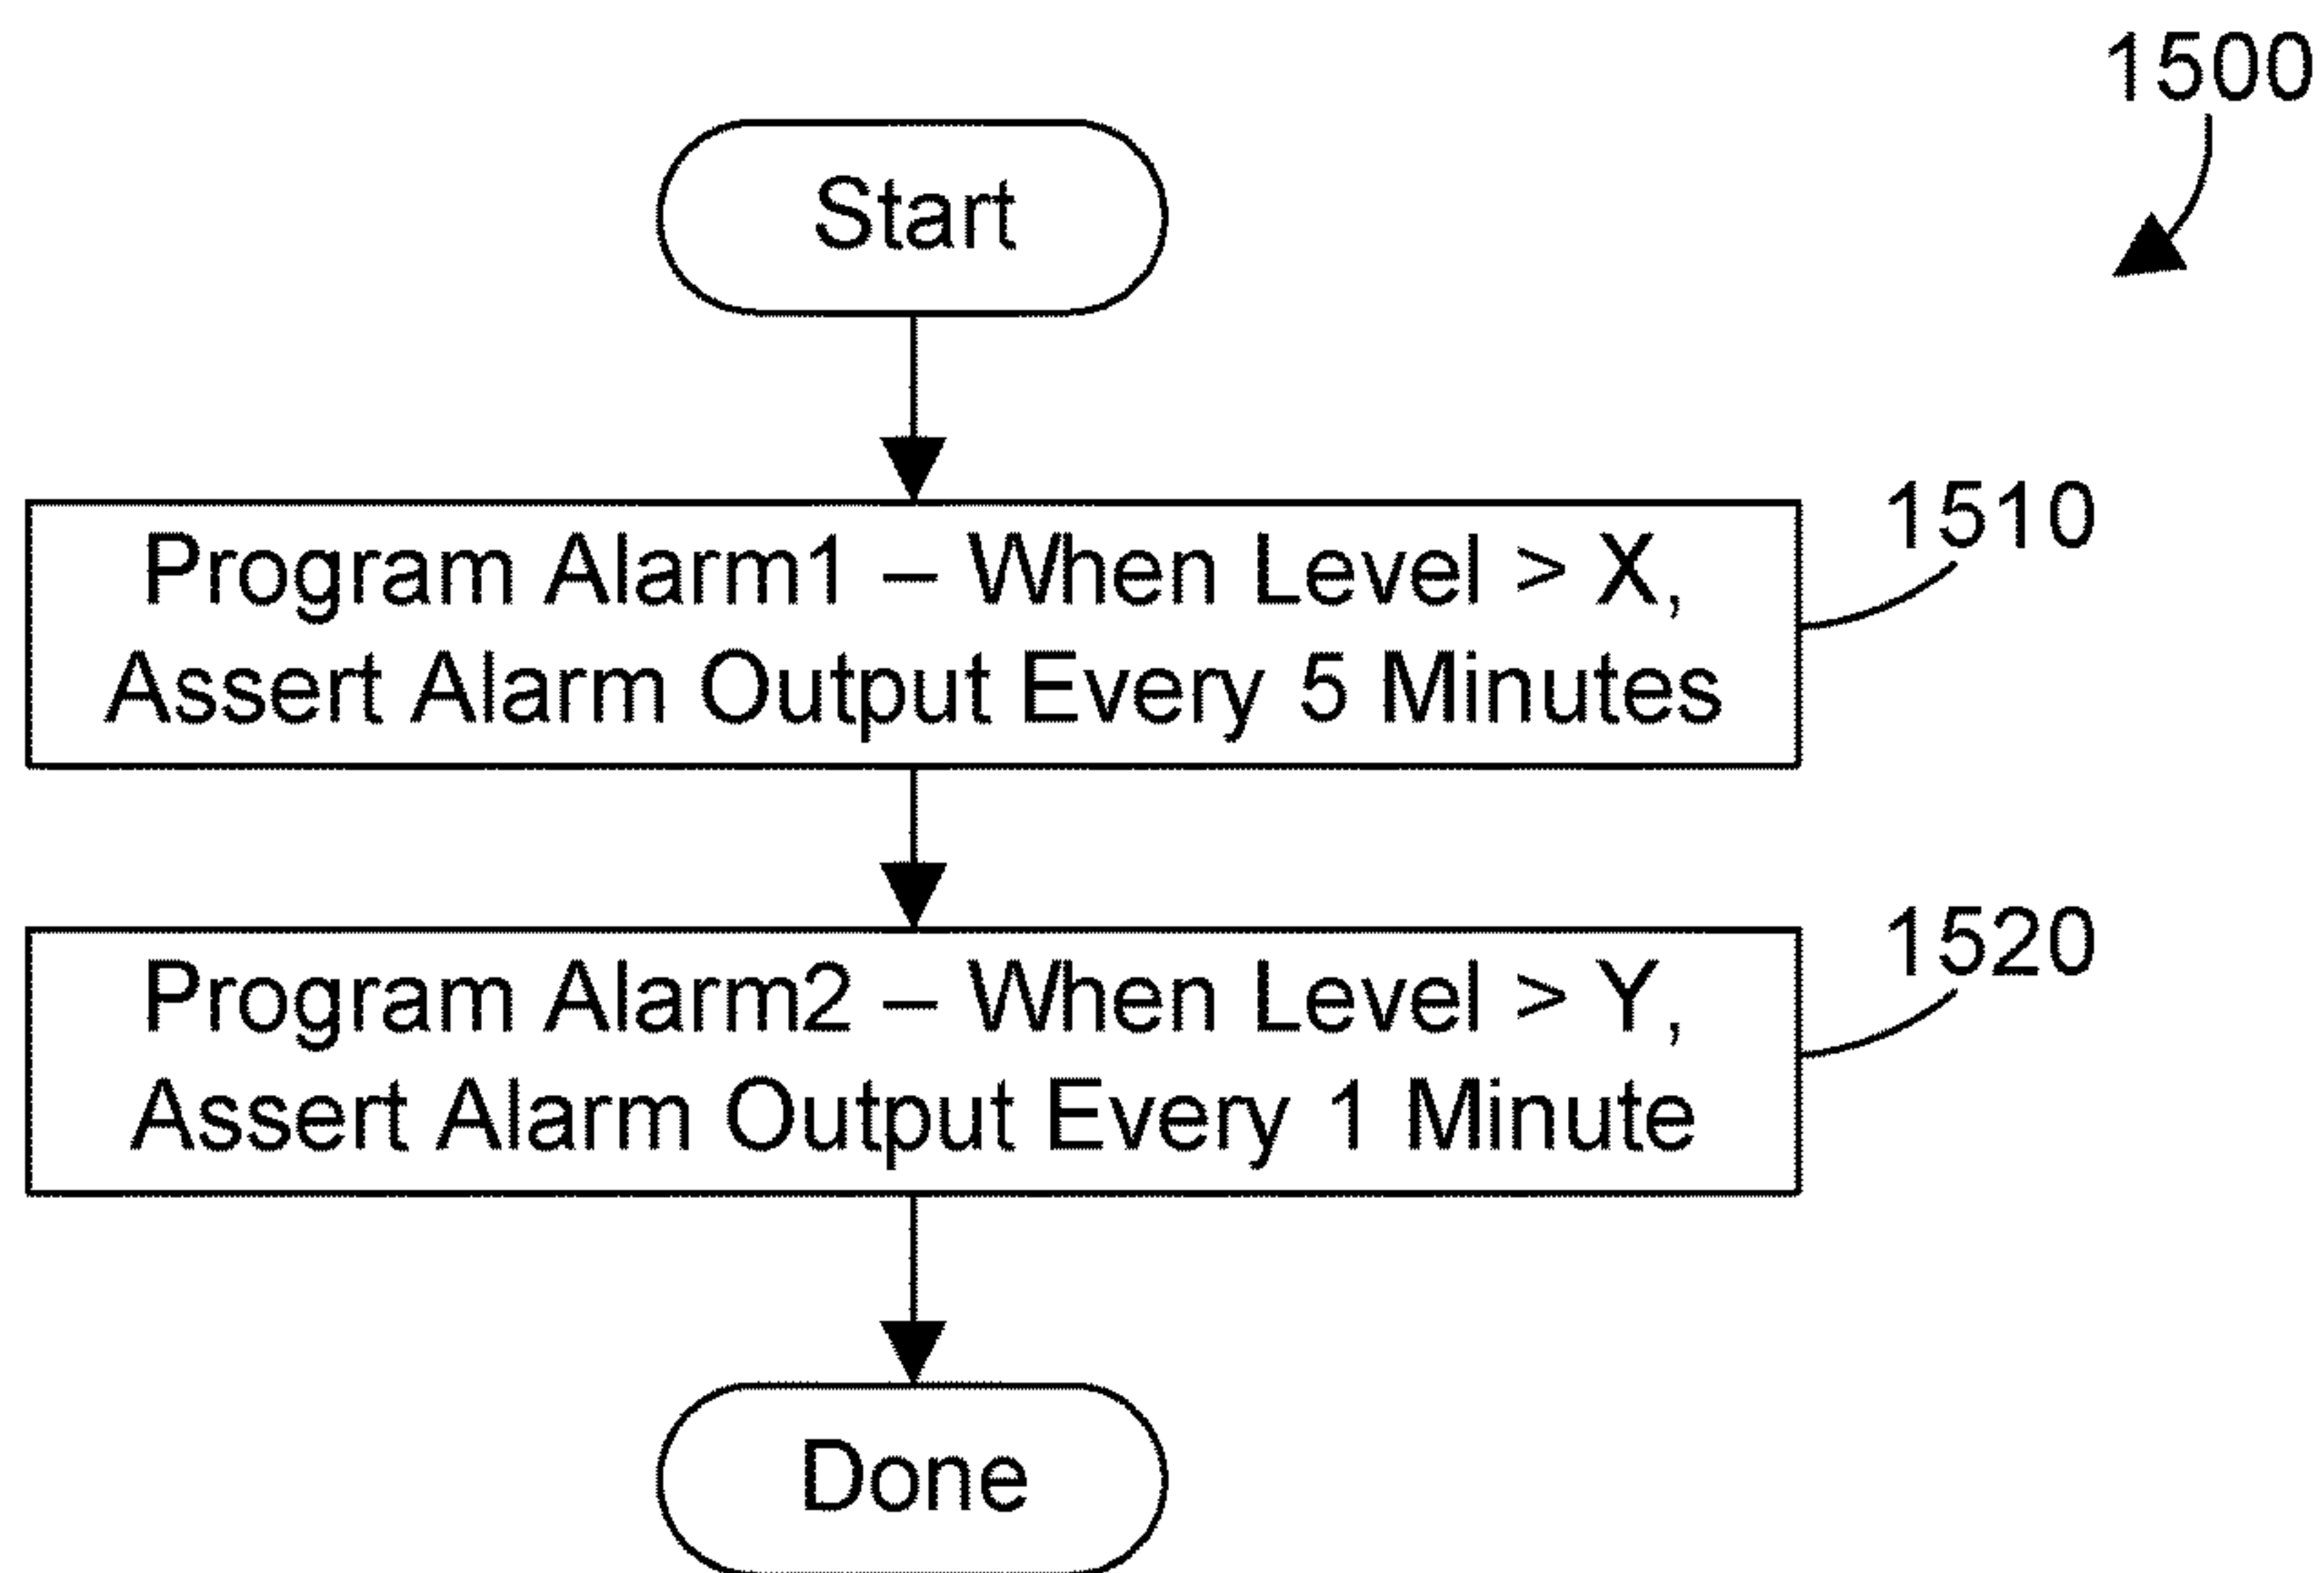 1500
Start
Program Alarm1 – When Level > X,
Assert Alarm Output Every 5 Minutes
1510
Program Alarm2 – When Level > Y,
Assert Alarm Output Every 1 Minute
1520
Done